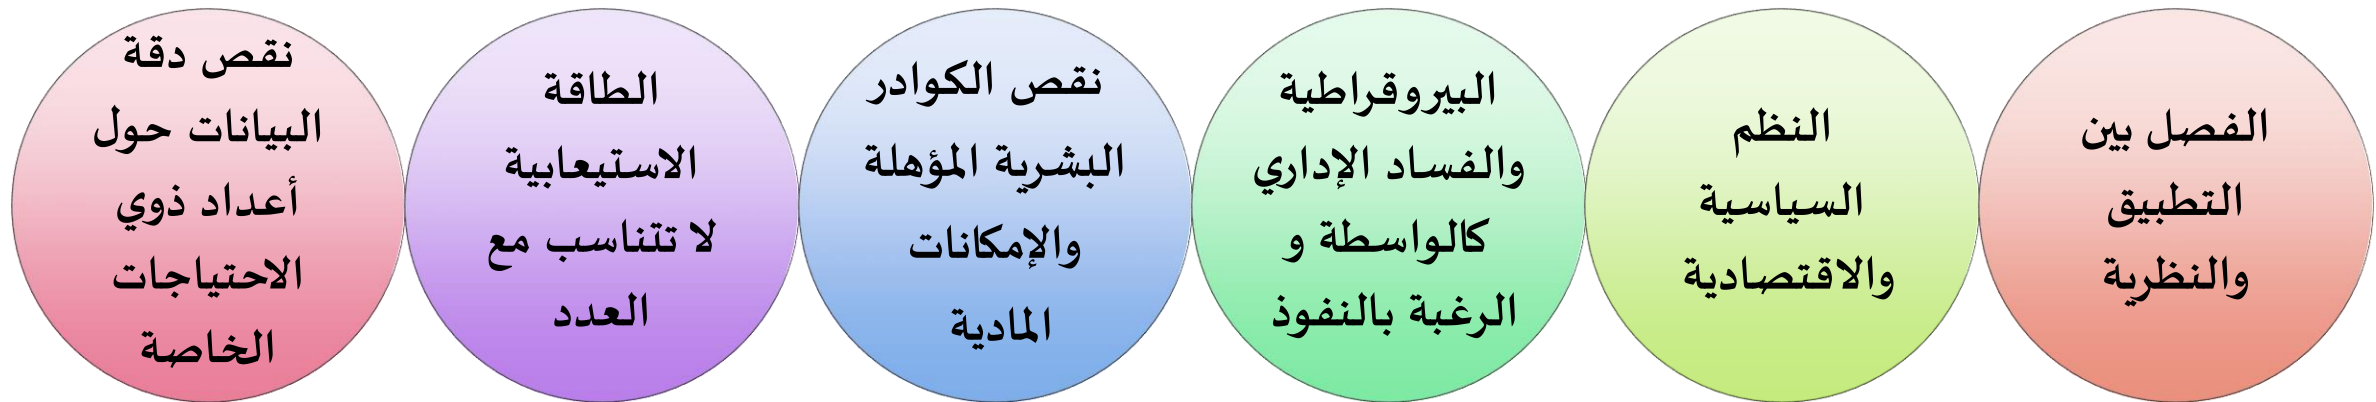 الفصل بين
التطبيق
والنظرية
النظم
السياسية
والاقتصادية
البيروقراطية
والفساد الإداري
كالواسطة و
الرغبة بالنفوذ
نقص الكوادر
البشرية المؤهلة
والإمكانات
المادية
الطاقة
الاستيعابية
لا تتناسب مع
العدد
نقص دقة
البيانات حول
أعداد ذوي
الاحتياجات
الخاصة